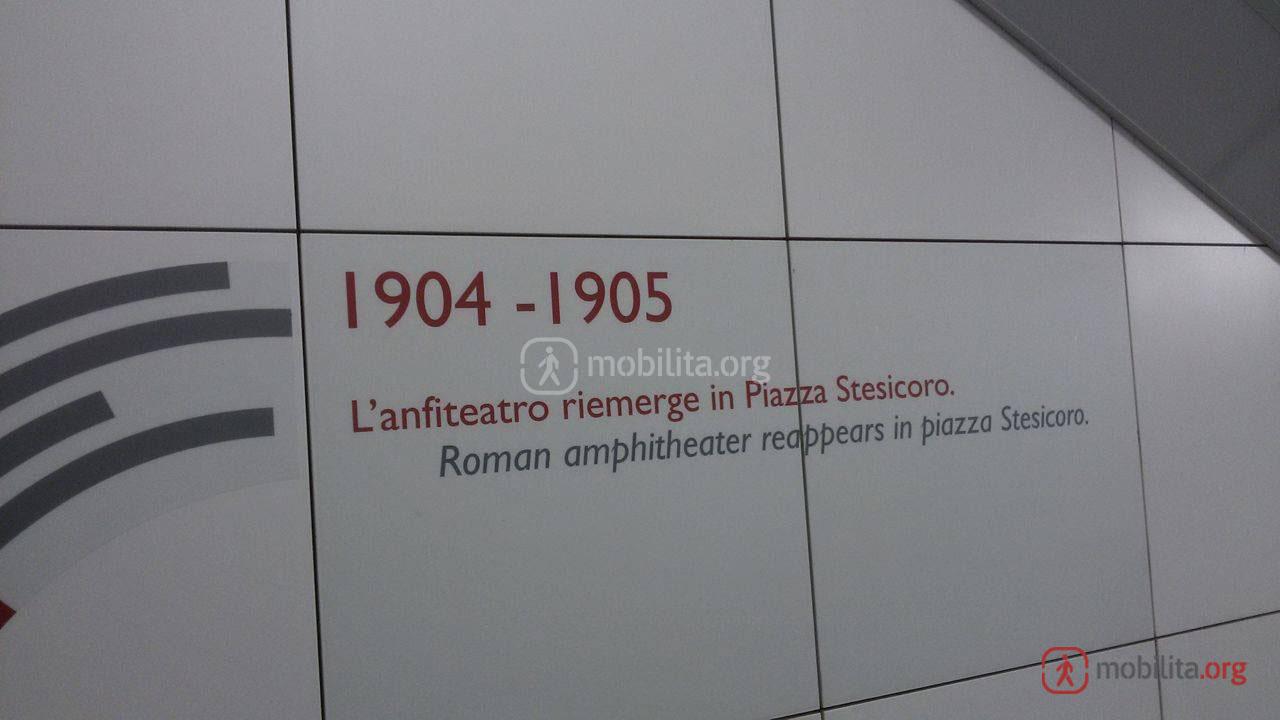 1904 -1905
mobilita.org
L'anfiteatro riemerge in Piazza Stesicoro.
Roman amphitheater reappears in piazza Stesicoro.
mobilita.org